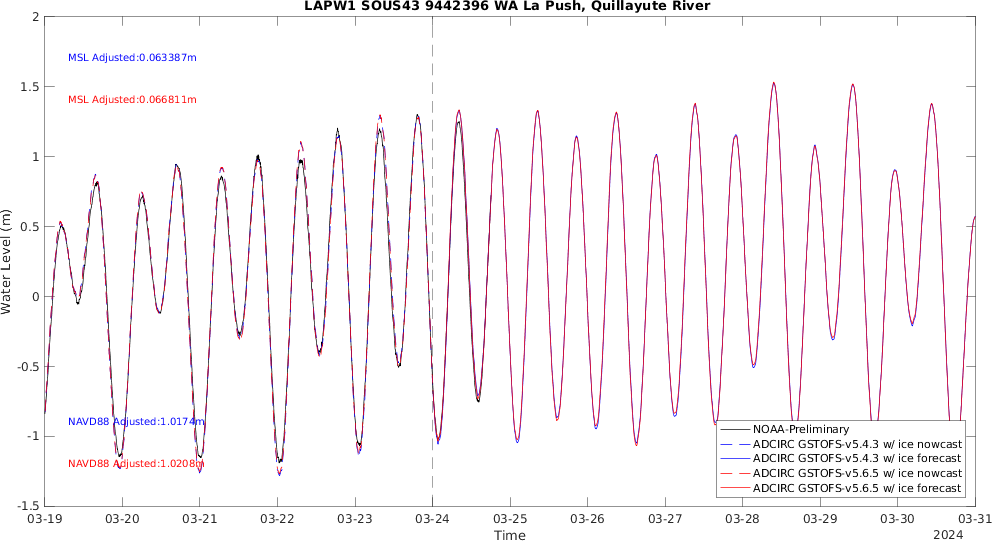 LAPW1 SOUS43 9442396 WA La Push, Quillayute River
2
1.5
1
0.5
0
-0.5
-1
-1.5
Water Level (m)
MSL Adjusted:0.063387m
MSL Adjusted:0.066811m
NAVD88 Adjusted:1.0174m
NAVD88 Adjusted:1.0208m
NOAA-Preliminary
ADCIRC GSTOFS-v5.4.3 w/ ice nowcast
ADCIRC GSTOFS-v5.4.3 w/ ice forecast
ADCIRC GSTOFS-v5.6.5 w/ ice nowcast
ADCIRC GSTOFS-v5.6.5 w/ ice forecast
03-19 03-20 03-21 03-22 03-23 03-24 03-25 03-26 03-27 03-28 03-29 03-30 03-31
Time
2024